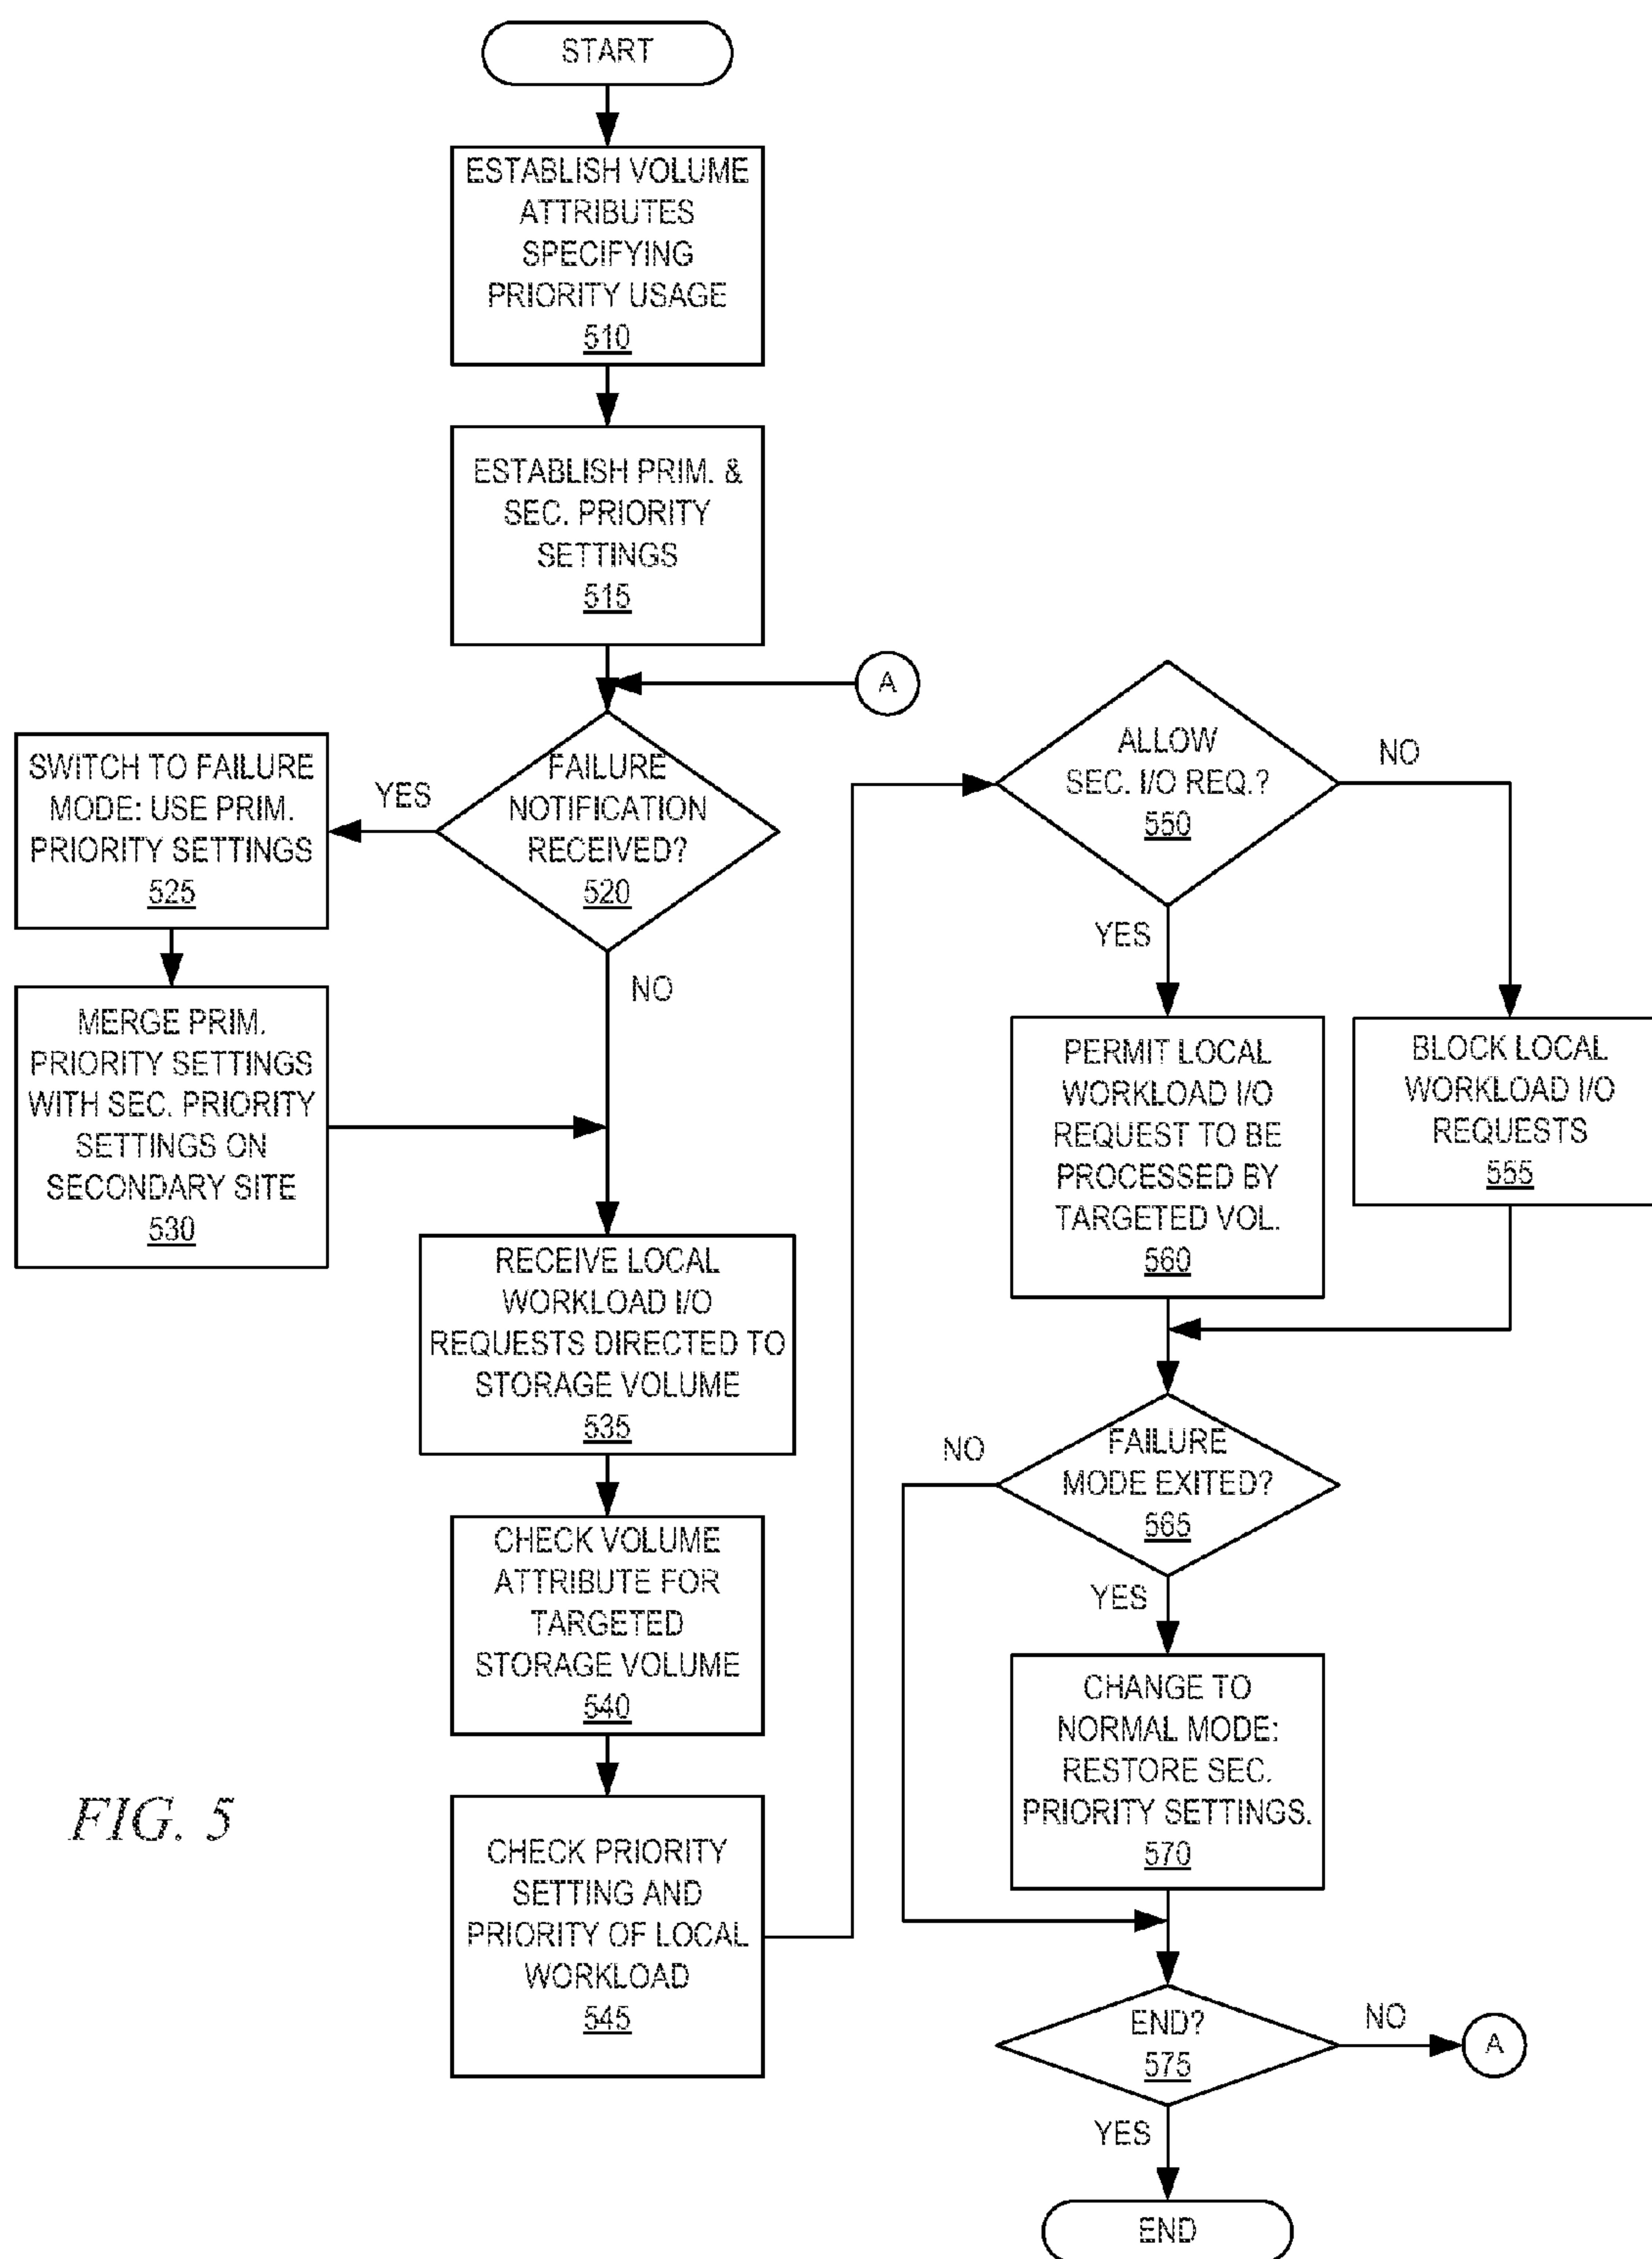 START
ESTABLISH VOLUME
ATTRIBUTES
SPECIFYING
PRIORITY USAGE
510
ESTABLISH PRIM. &
SEC. PRIORITY
SETTINGS
515
A
FAILURE
NOTIFICATION
RECEIVED?
520
YES
NO
SWITCH TO FAILURE
MODE: USE PRIM.
PRIORITY SETTINGS
525
MERGE PRIM.
PRIORITY SETTINGS
WITH SEC. PRIORITY
SETTINGS ON
SECONDARY SITE
530
RECEIVE LOCAL
WORKLOAD I/O
REQUESTS DIRECTED TO
STORAGE VOLUME
535
CHECK VOLUME
ATTRIBUTE FOR
TARGETED
STORAGE VOLUME
540
CHECK PRIORITY
SETTING AND
PRIORITY OF LOCAL
WORKLOAD
545
ALLOW
SEC. I/O REQ.?
550
NO
YES
PERMIT LOCAL
WORKLOAD I/O
REQUEST TO BE
PROCESSED BY
TARGETED VOL.
560
BLOCK LOCAL
WORKLOAD I/O
REQUESTS
555
FAILURE
MODE EXITED?
565
NO
YES
CHANGE TO
NORMAL MODE:
RESTORE SEC.
PRIORITY SETTINGS.
570
END?
575
NO
A
YES
END
FIG. 5